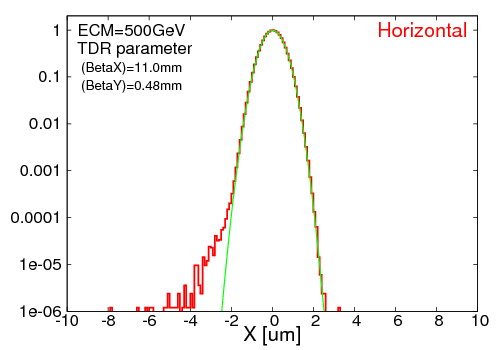 ECM=500GeV
Horizontal
TDR parameter
(BetaX)=11.0mm
(BetaY)=0.48mm
1
0.1
0.01
0.001
0.0001
1e-05
1e-06
-10 -8 -6 -4 -2 0 2 4 6 8 10
X [um]